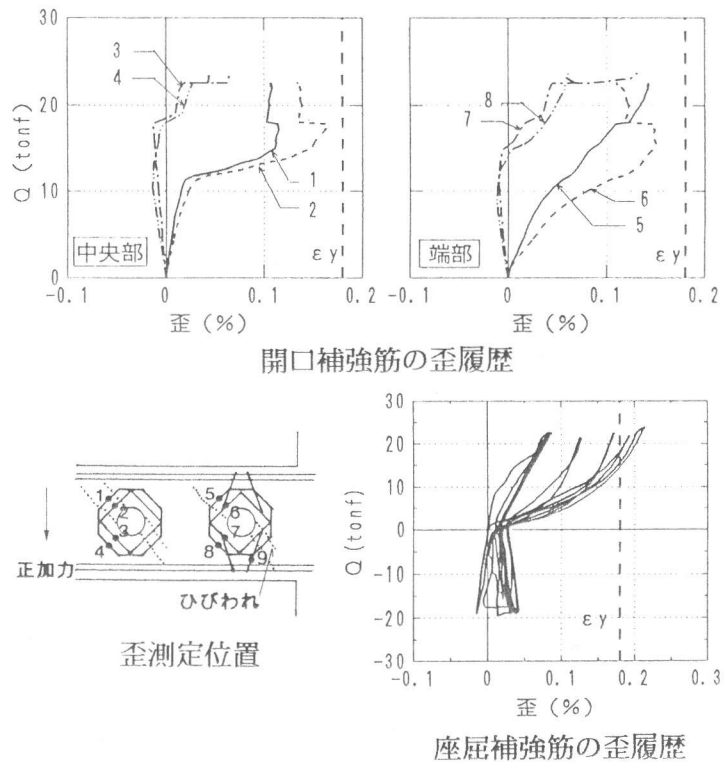 3
4
1
2
30
20
10
0
Q (tonf)
中央部
εy
-0.1
0
0.1
0.2
歪 (%)
7
8
6
5
端部
εy
-0.1
0
0.1
0.2
歪 (%)
開口補強筋の歪履歴
1
2
3
4
5
6
7
8
9
正加力
ひびわれ
歪測定位置
30
20
10
0
-10
-20
-30
Q (tonf)
εy
-0.1
0
0.1
0.2
0.3
歪 (%)
座屈補強筋の歪履歴